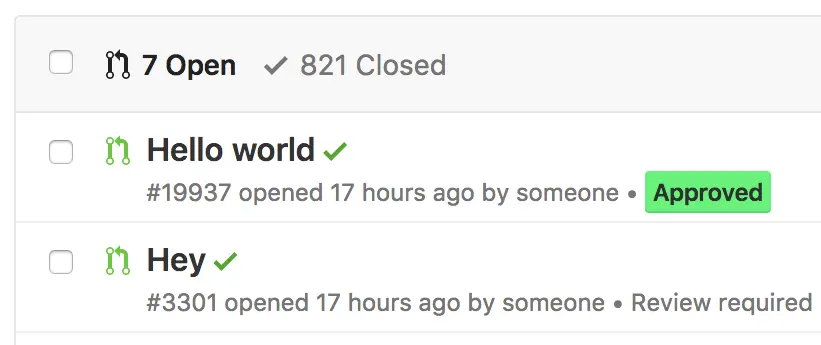 7 Open 821 Closed
Hello world
#19937 opened 17 hours ago by someone • Approved
Hey
#3301 opened 17 hours ago by someone • Review required